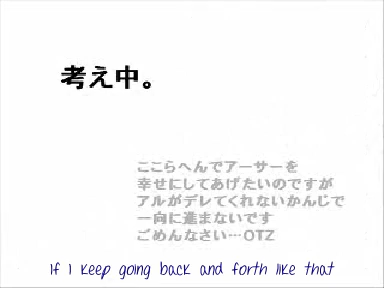 考え中。
ここらへんでアーサーを
幸せにしてあげたいのですが
アルがデレてくれないかんじで
一向に進まないです
ごめんなさい…OTZ
If I keep going back and forth like that